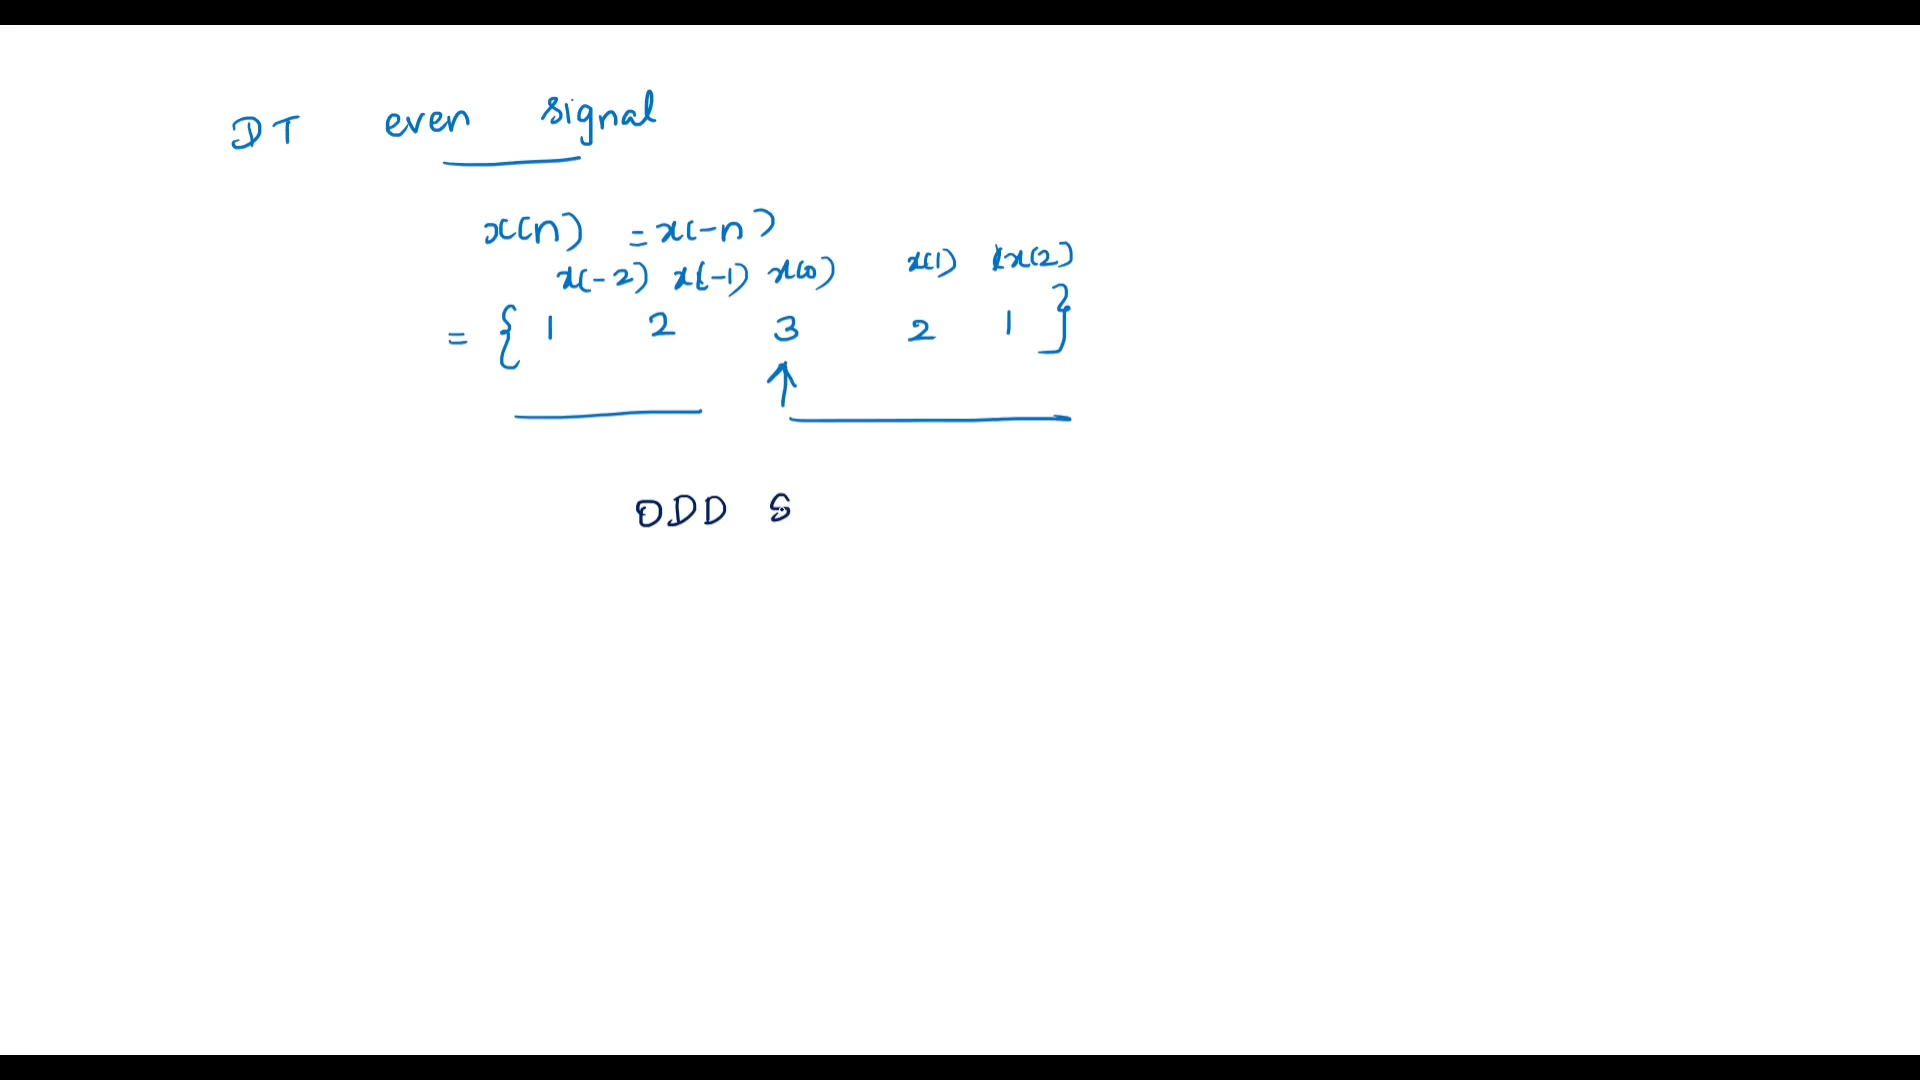 DT even signal
x(n) = x(-n)
x(-2) x(-1) x(0) x(1) x(2)
= { 1 2 3 2 1 }
↑
ODD S